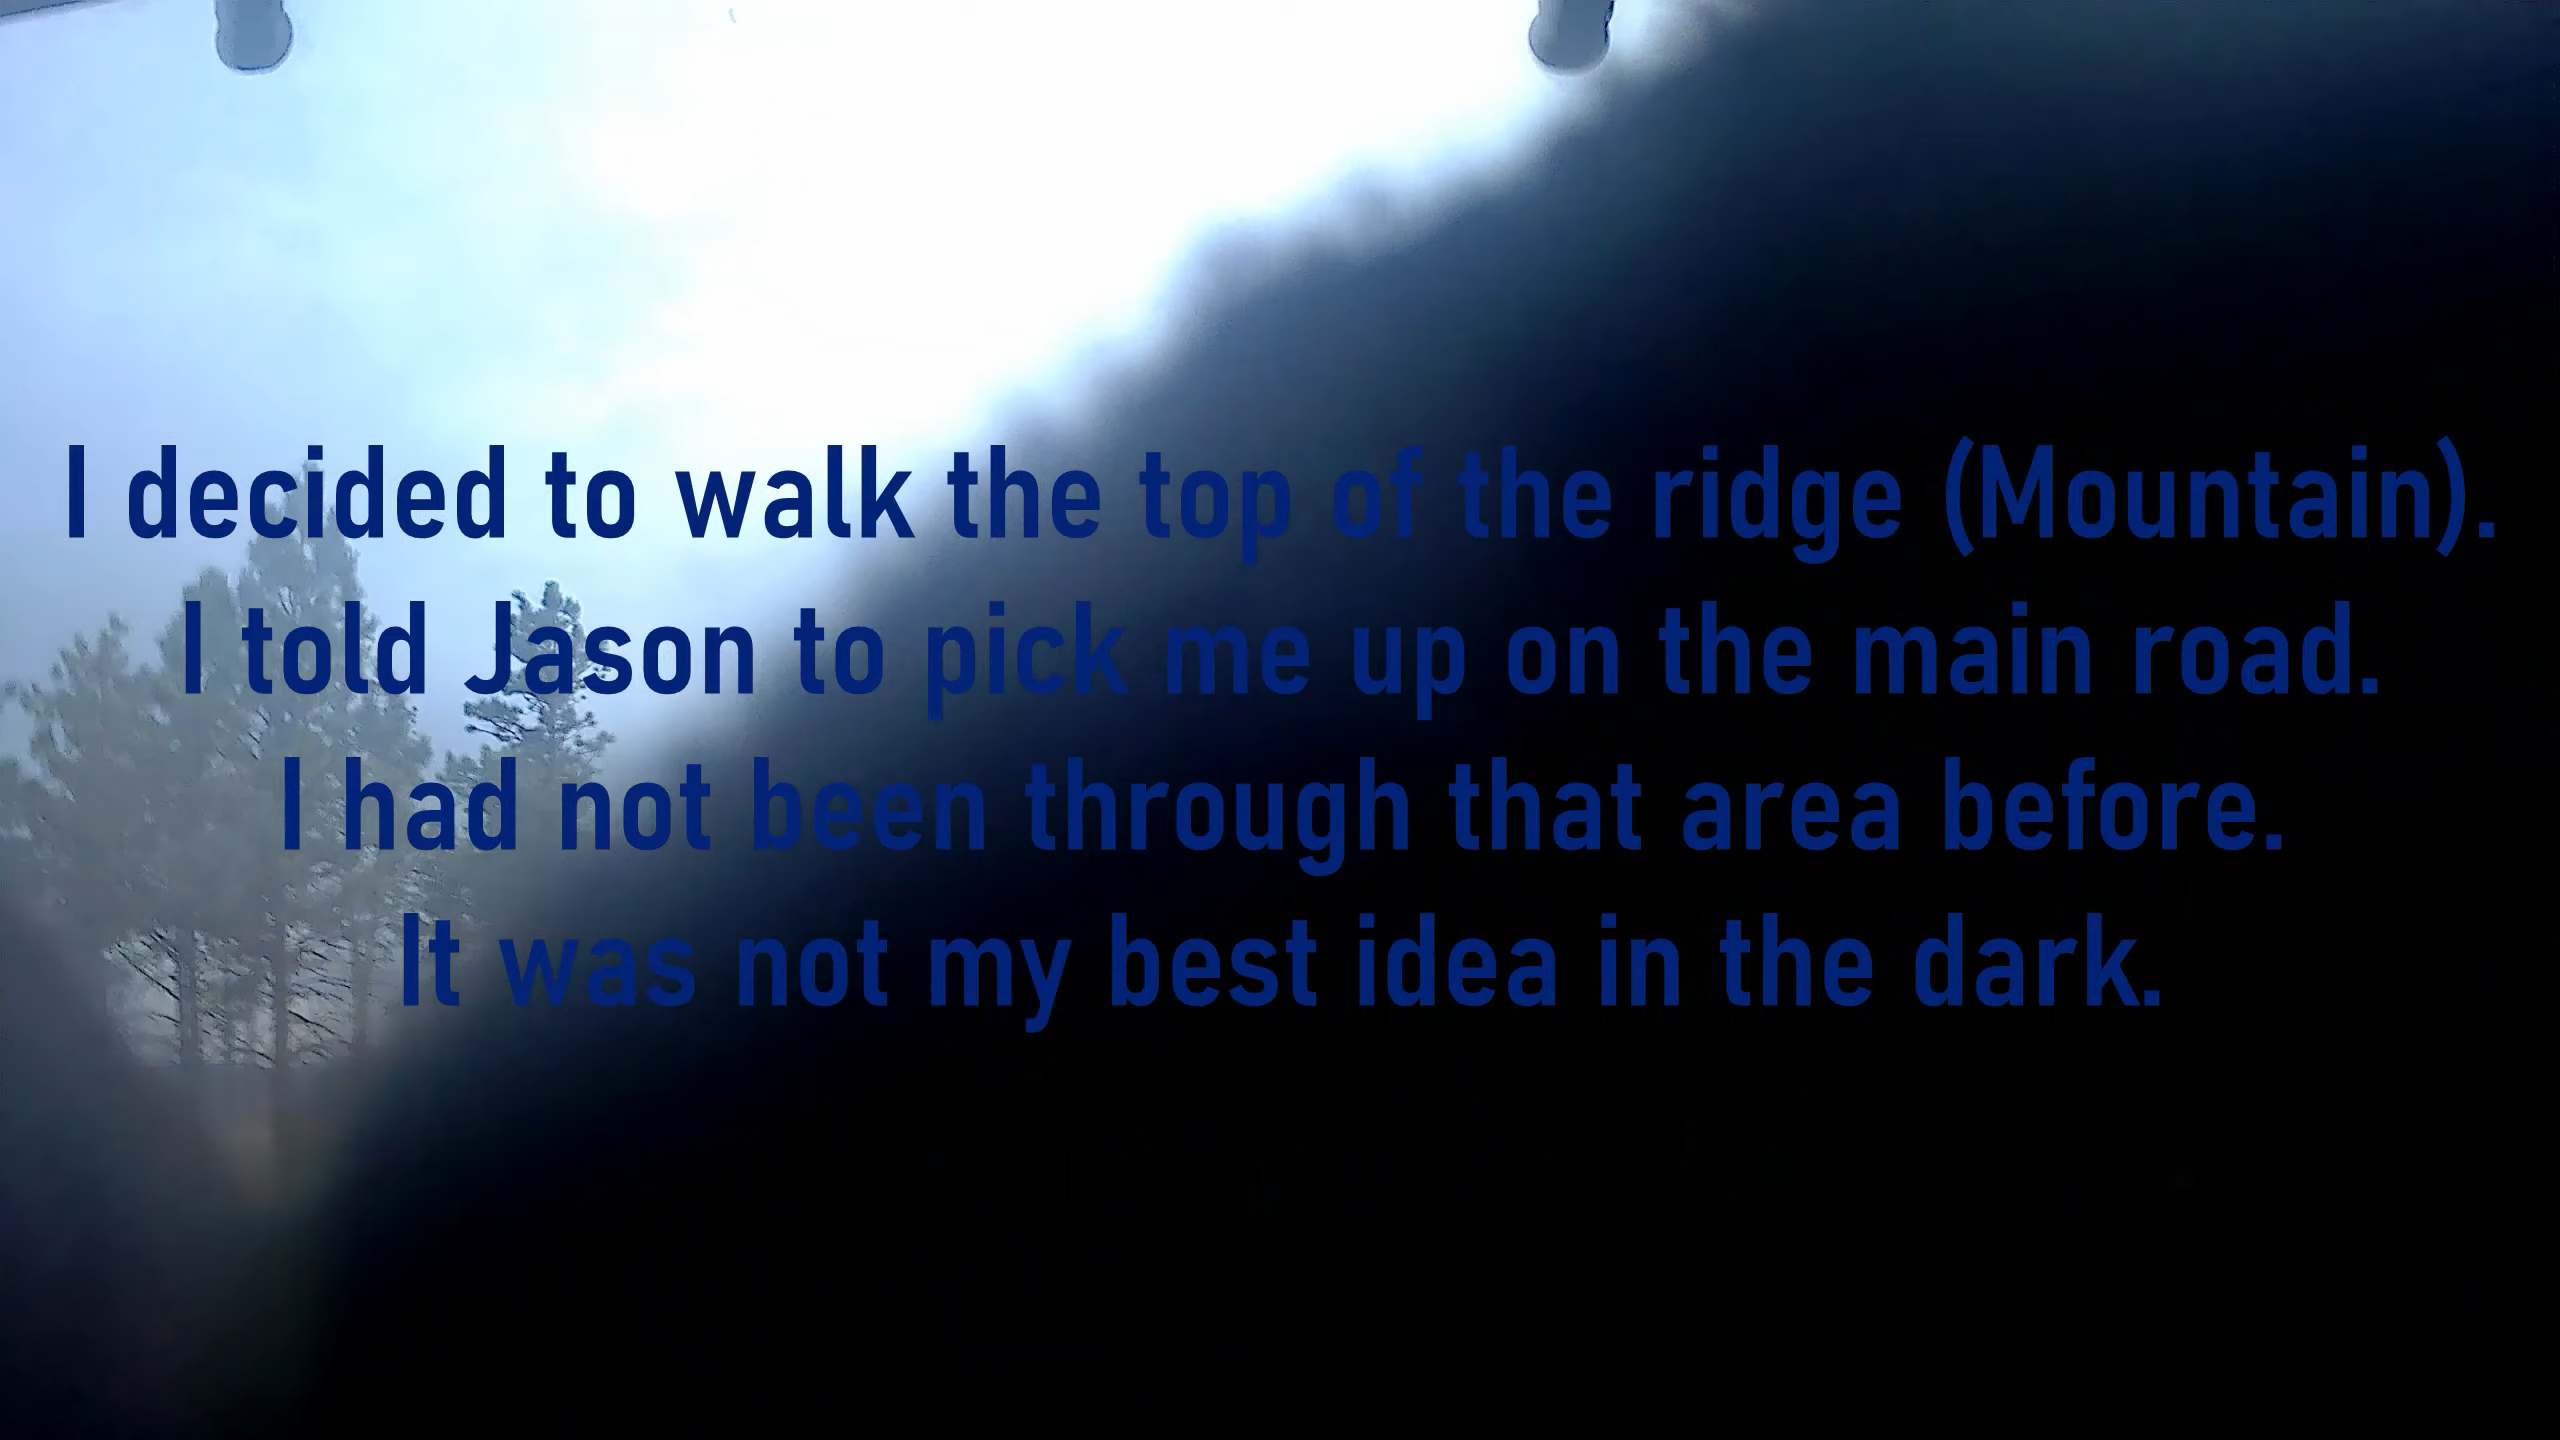 I decided to walk the top of the ridge (Mountain).
I told Jason to pick me up on the main road.
I had not been through that area before.
It was not my best idea in the dark.